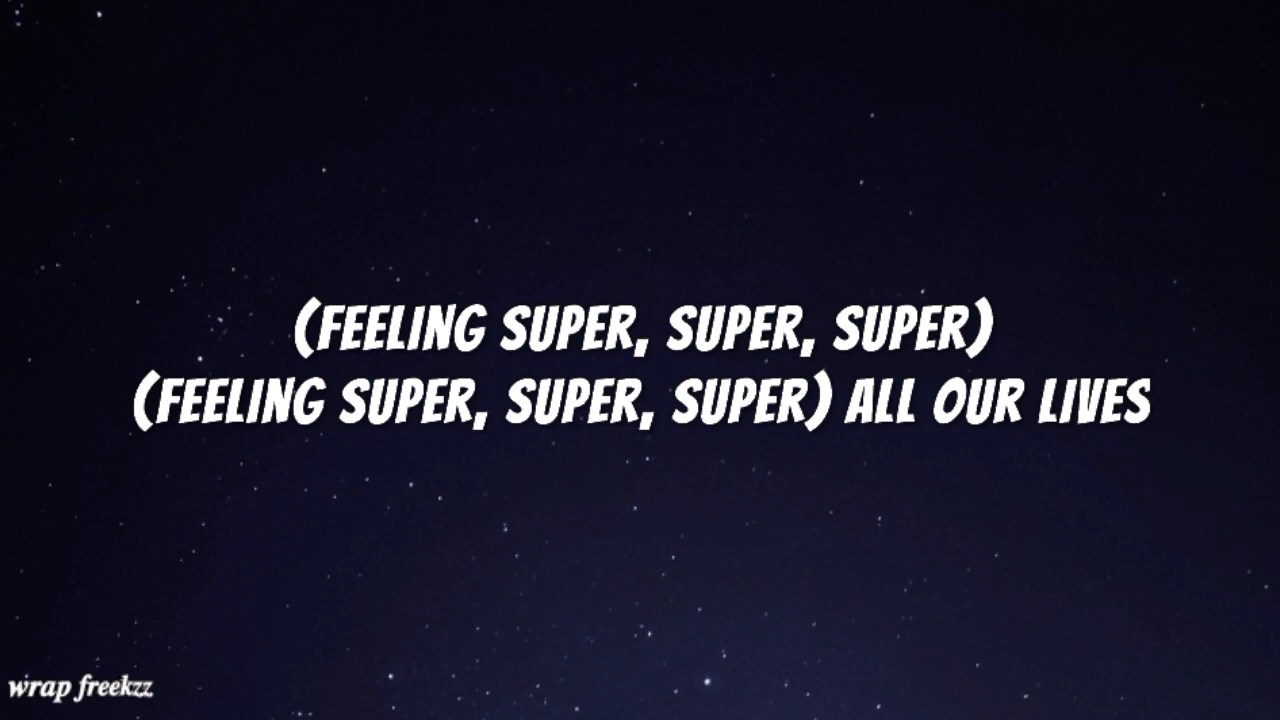 (FEELING SUPER, SUPER, SUPER)
(FEELING SUPER, SUPER, SUPER) ALL OUR LIVES
wrap freekzz